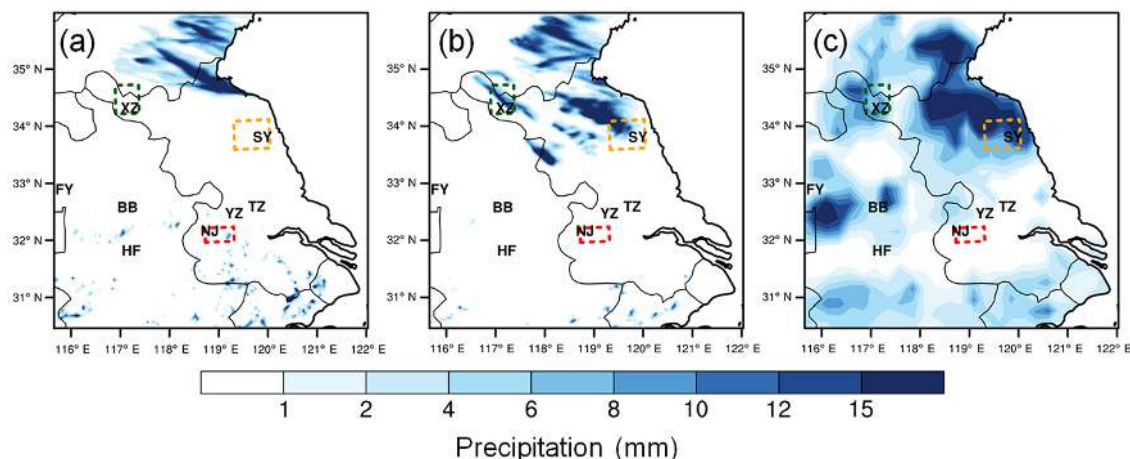 (a) (b) (c)
35° N 35° N 35° N
XZ XZ XZ
34° N 34° N 34° N
SY SY SY
33° N 33° N 33° N
FY FY FY
BB YZ TZ BB YZ TZ BB YZ TZ
32° N NJ 32° N NJ 32° N NJ
HF HF HF
31° N 31° N 31° N
116° E 117° E 118° E 119° E 120° E 121° E 122° E 116° E 117° E 118° E 119° E 120° E 121° E 122° E 116° E 117° E 118° E 119° E 120° E 121° E 122° E
1 2 4 6 8 10 12 15
Precipitation (mm)